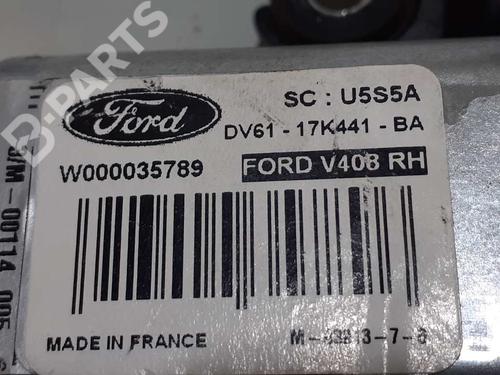 B-PARTS
Ford
SC : U5S5A
DV61 - 17K441 - BA
W000035789
FORD V408 RH
MADE IN FRANCE